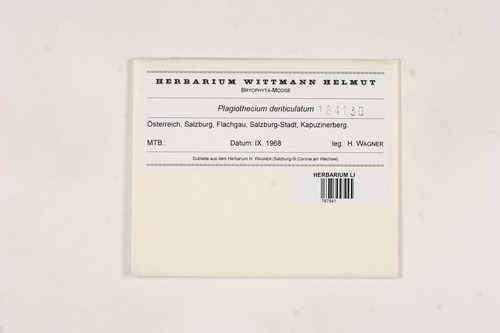 HERBARIUM WITTMANN HELMUT
BRYOPHYTA-MOOSE
Plagiothecium denticulatum 184130
Österreich, Salzburg, Flachgau, Salzburg-Stadt, Kapuzinerberg.
MTB.: Datum: IX. 1968 leg.: H. WAGNER
Dublette aus dem Herbarium H. WAGNER (Salzburg-St.Corona am Wechsel)
HERBARIUM LI
767941